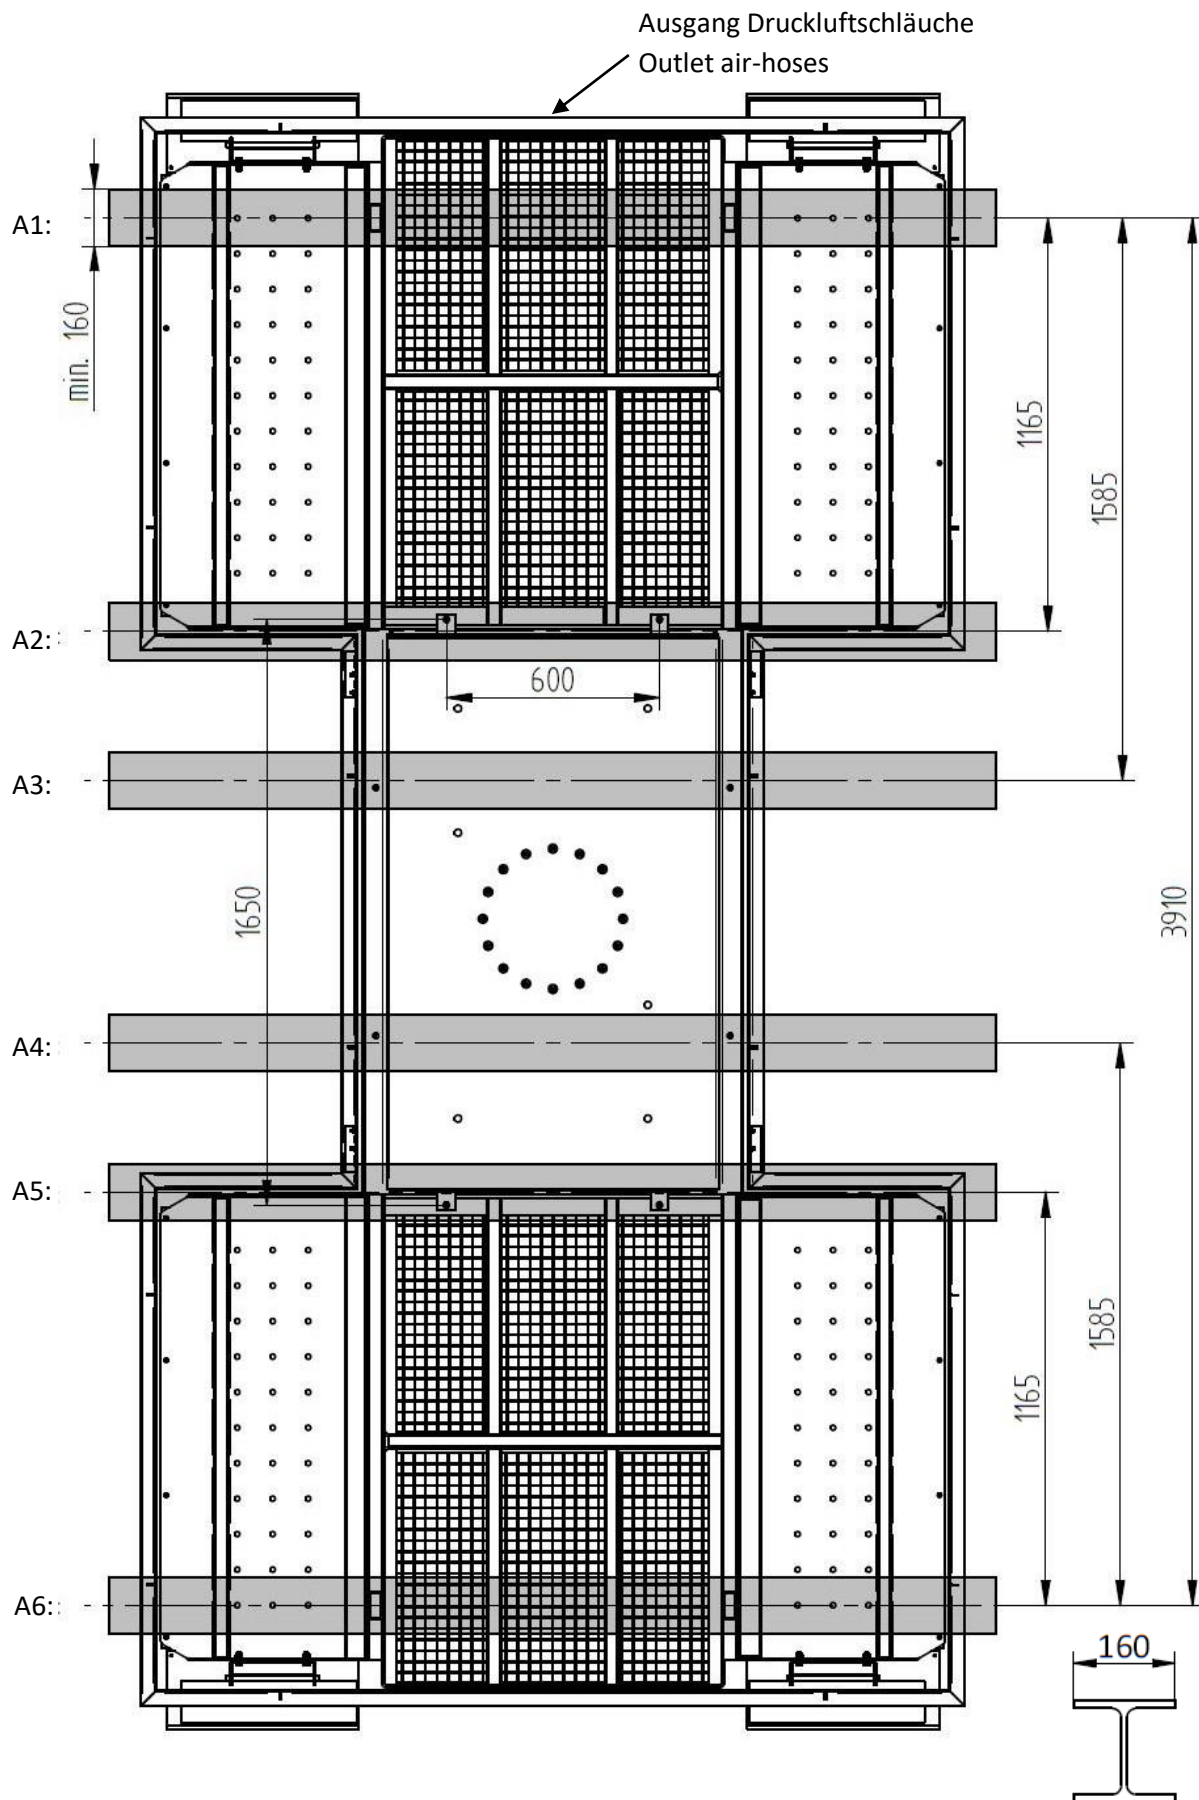 Ausgang Druckluftschläuche
Outlet air-hoses
A1:
min. 160
1165
1585
A2:
600
A3:
1650
3910
A4:
A5:
1585
1165
A6:
160